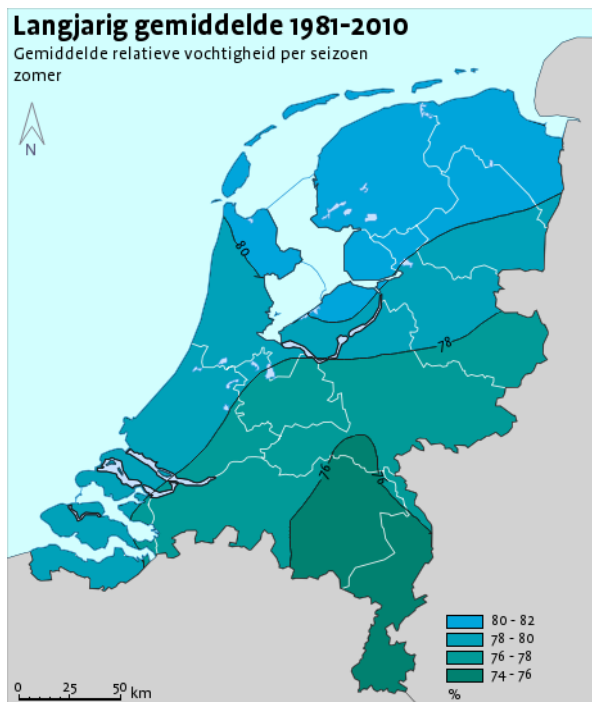 Langjarig gemiddelde 1981-2010
Gemiddelde relatieve vochtigheid per seizoen
zomer
N
80
78
76
76
80 - 82
78 - 80
76 - 78
74 - 76
%
0 25 50 km